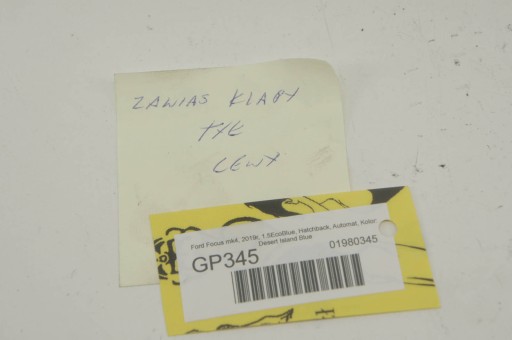 ZAWIAS KLAPY
TYŁ
LEWY
Ford Focus mk4, 2019r, 1.5EcoBlue, Hatchback, Automat, Kolor:
Desert Island Blue
GP345
01980345